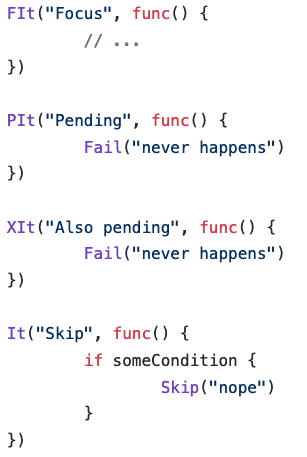 FIt("Focus", func() {
        // ...
})

PIt("Pending", func() {
        Fail("never happens")
})

XIt("Also pending", func() {
        Fail("never happens")
})

It("Skip", func() {
        if someCondition {
                Skip("nope")
        }
})